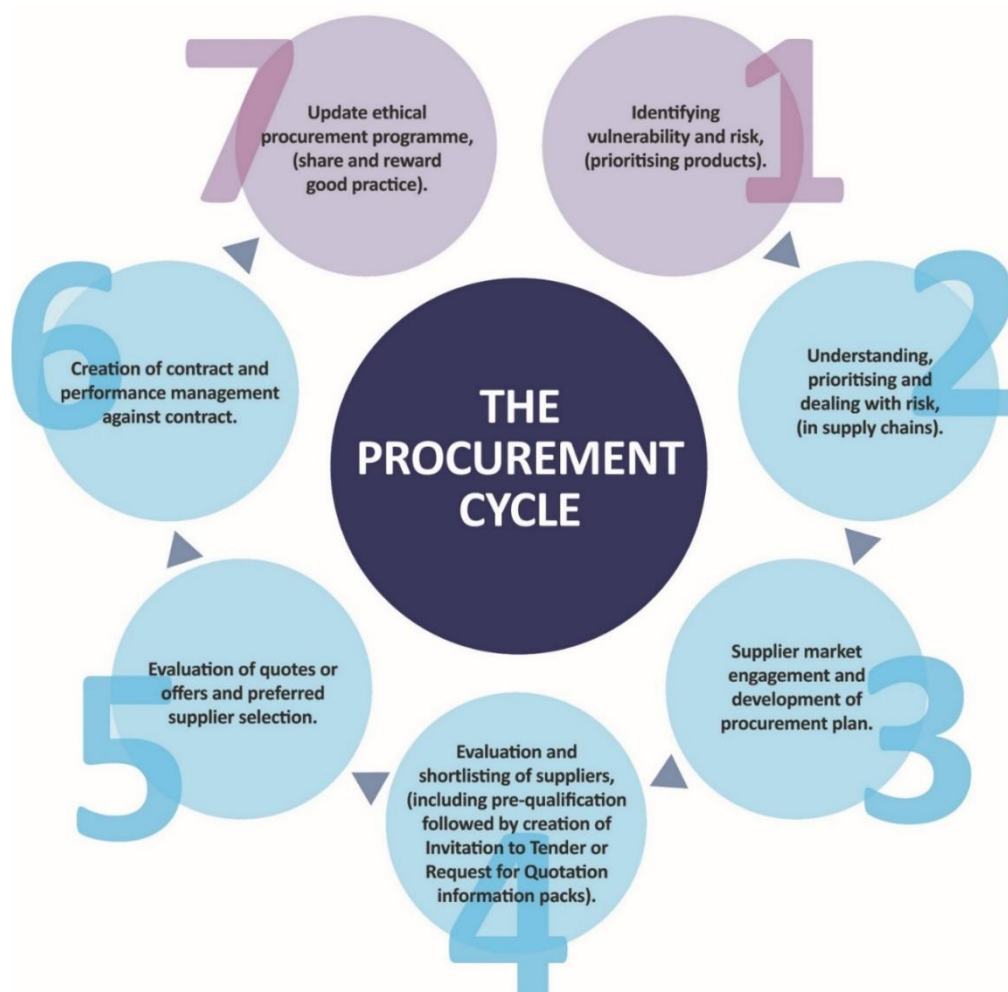 THE
PROCUREMENT
CYCLE
1
Identifying
vulnerability and risk,
(prioritising products).
2
Understanding,
prioritising and
dealing with risk,
(in supply chains).
3
Supplier market
engagement and
development of
procurement plan.
4
Evaluation and
shortlisting of suppliers,
(including pre-qualification
followed by creation of
Invitation to Tender or
Request for Quotation
information packs).
5
Evaluation of quotes or
offers and preferred
supplier selection.
6
Creation of contract and
performance management
against contract.
7
Update ethical
procurement programme,
(share and reward
good practice).